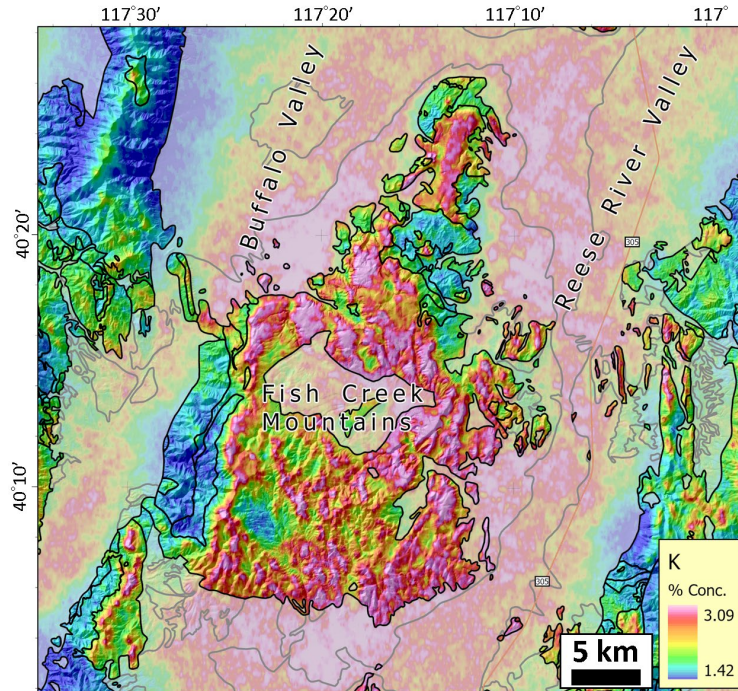 117°30'
117°20'
117°10'
117°
40°20'
40°10'
Buffalo Valley
Reese River Valley
305
Fish Creek
Mountains
305
K
% Conc.
3.09
1.42
5 km